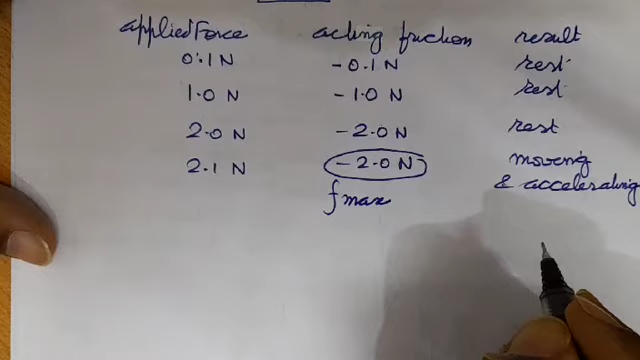 applied Force acting friction result
0.1 N -0.1 N rest
1.0 N -1.0 N rest
2.0 N -2.0 N rest
2.1 N -2.0 N moving
f max & accelerating